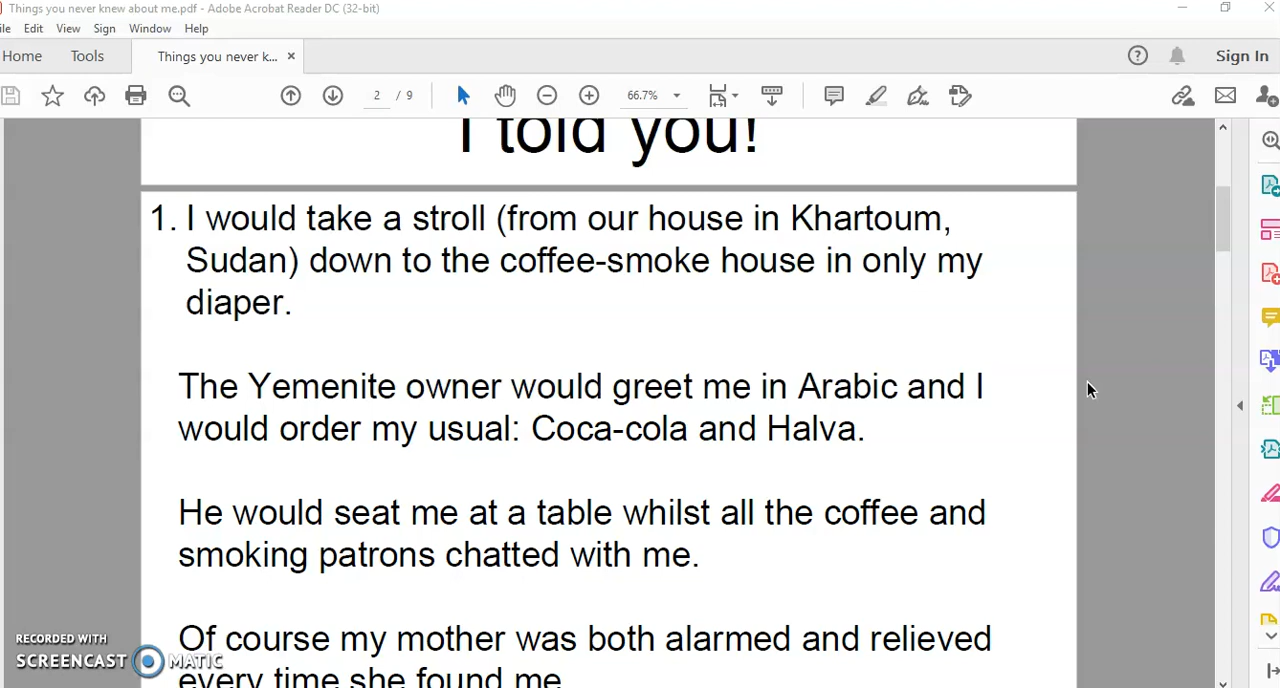 Things you never knew about me.pdf - Adobe Acrobat Reader DC (32-bit)
ile Edit View Sign Window Help
Home Tools Things you never k... × Sign In
2 / 9 66.7%
I told you!
1. I would take a stroll (from our house in Khartoum,
Sudan) down to the coffee-smoke house in only my
diaper.
The Yemenite owner would greet me in Arabic and I
would order my usual: Coca-cola and Halva.
He would seat me at a table whilst all the coffee and
smoking patrons chatted with me.
Of course my mother was both alarmed and relieved
every time she found me
RECORDED WITH
SCREENCAST MATIC